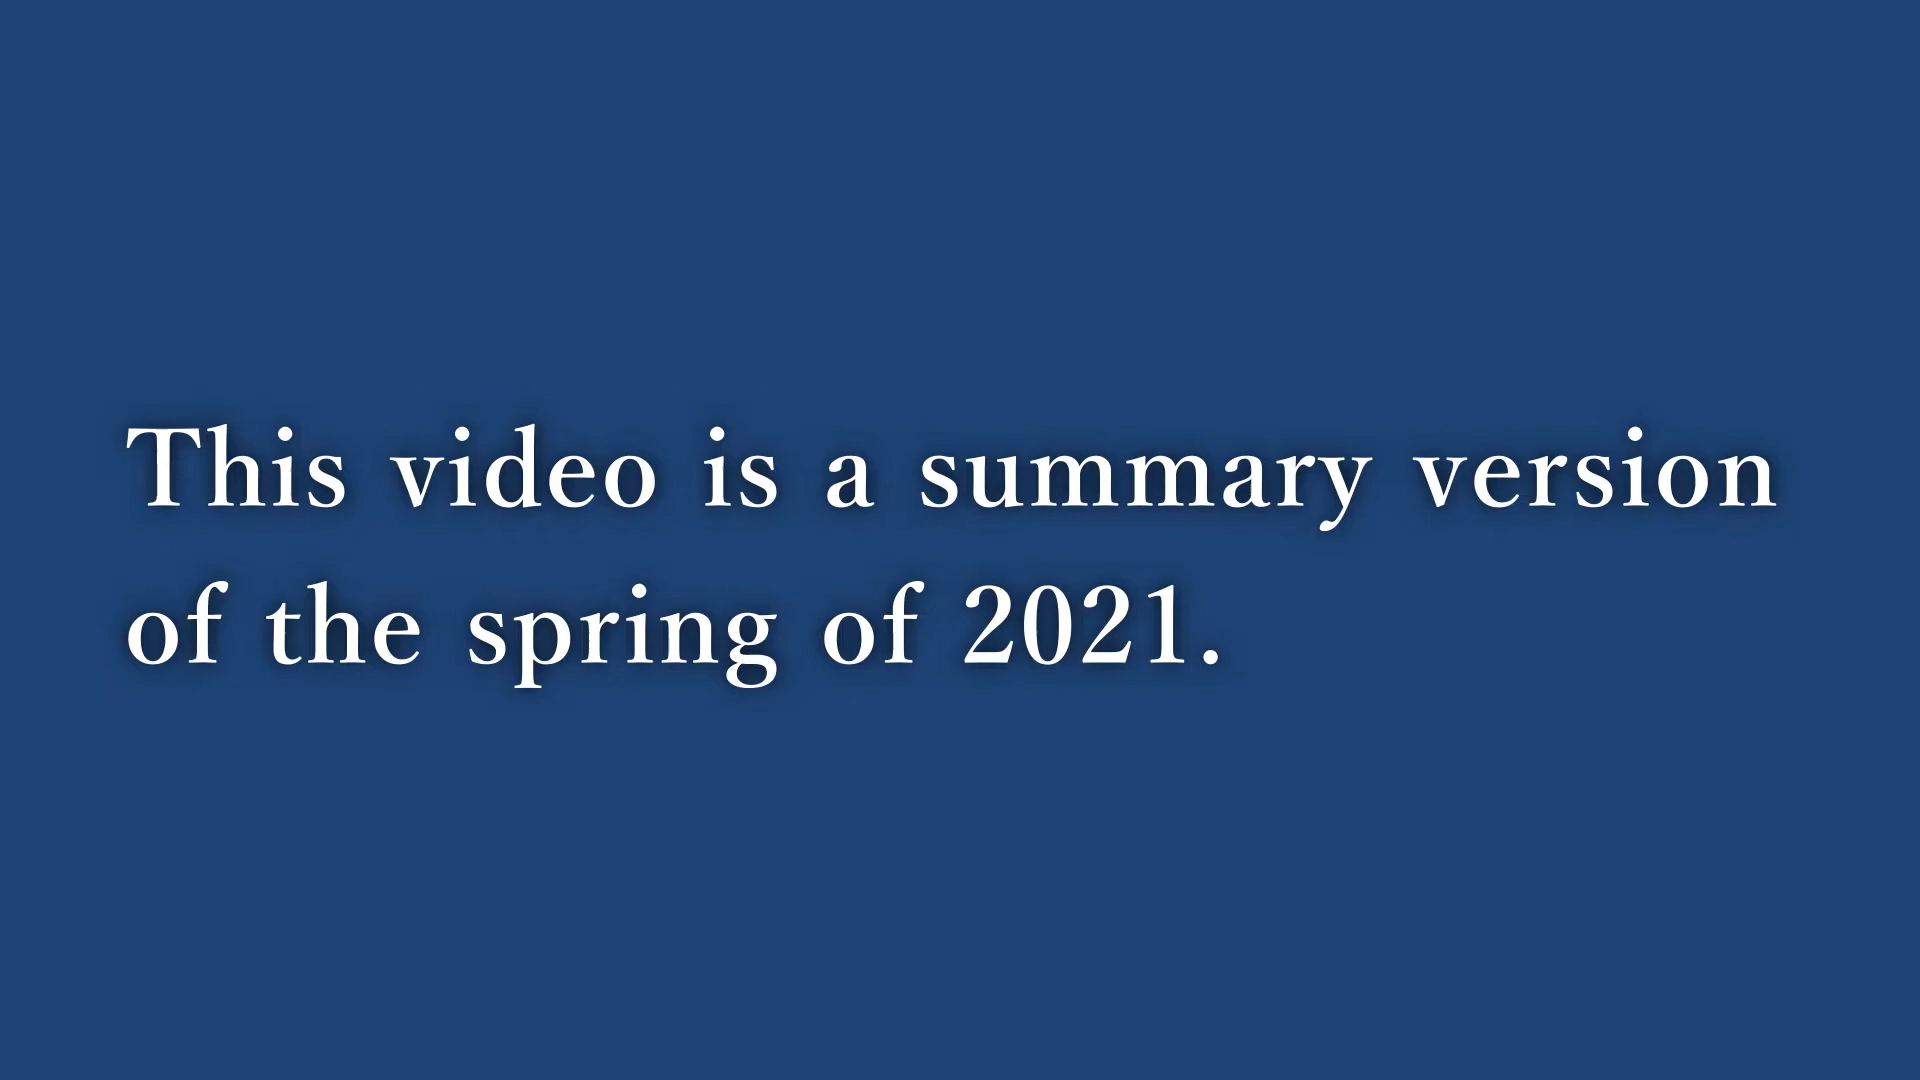 This video is a summary version
of the spring of 2021.